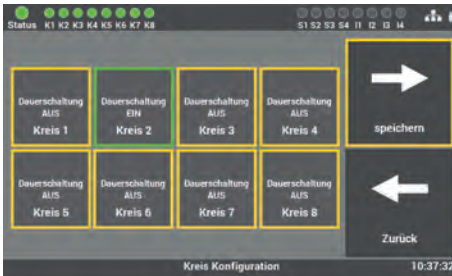 Status K1 K2 K3 K4 K5 K6 K7 K8 S1 S2 S3 S4 I1 I2 I3 I4
Dauerschaltung
AUS
Kreis 1
Dauerschaltung
EIN
Kreis 2
Dauerschaltung
AUS
Kreis 3
Dauerschaltung
AUS
Kreis 4
speichern
Dauerschaltung
AUS
Kreis 5
Dauerschaltung
AUS
Kreis 6
Dauerschaltung
AUS
Kreis 7
Dauerschaltung
AUS
Kreis 8
Zurück
Kreis Konfiguration 10:37:32